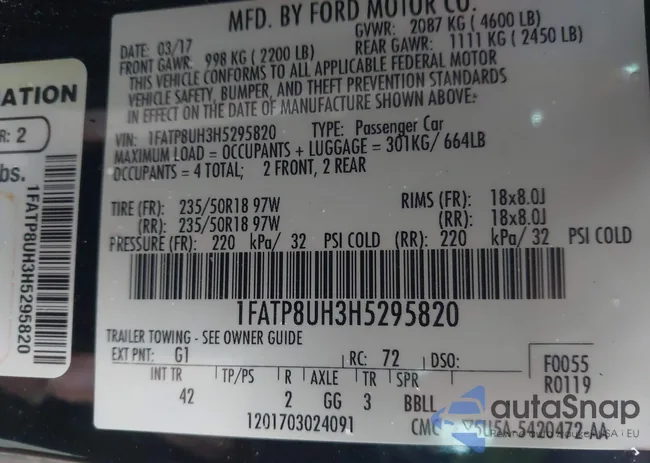 MFD. BY FORD MOTOR CO.
DATE: 03/17 GVWR: 2087 KG ( 4600 LB)
FRONT GAWR: 998 KG ( 2200 LB) REAR GAWR: 1111 KG ( 2450 LB)
THIS VEHICLE CONFORMS TO ALL APPLICABLE FEDERAL MOTOR
VEHICLE SAFETY, BUMPER, AND THEFT PREVENTION STANDARDS
IN EFFECT ON THE DATE OF MANUFACTURE SHOWN ABOVE.
VIN: 1FATP8UH3H5295820 TYPE: Passenger Car
MAXIMUM LOAD = OCCUPANTS + LUGGAGE = 301KG/ 664LB
OCCUPANTS = 4 TOTAL; 2 FRONT, 2 REAR
TIRE (FR): 235/50R18 97W RIMS (FR): 18x8.0J
(RR): 235/50R18 97W (RR): 18x8.0J
PRESSURE (FR): 220 kPa/ 32 PSI COLD (RR): 220 kPa/ 32 PSI COLD
1FATP8UH3H5295820
TRAILER TOWING - SEE OWNER GUIDE
EXT PNT: G1 RC: 72 DSO: F0055
R0119
INT TR TP/PS R AXLE TR SPR
42 2 GG 3 BBLL
1201703024091
5U5A 5420472 AA
ATION
R: 2
bs.
1FATP8UH3H5295820
autoSnap